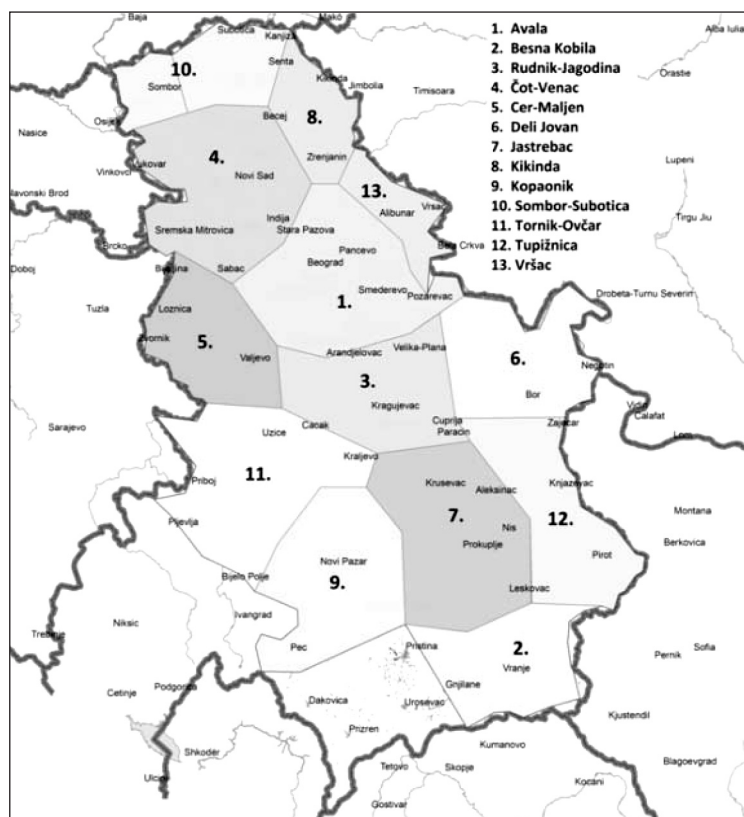 1. Avala
2. Besna Kobila
3. Rudnik-Jagodina
4. Čot-Venac
5. Cer-Maljen
6. Deli Jovan
7. Jastrebac
8. Kikinda
9. Kopaonik
10. Sombor-Subotica
11. Tornik-Ovčar
12. Tupižnica
13. Vršac
Baja
Subotica
Makó
Kanjiza
Alba Iulia
10.
Senta
Sombor
Kikinda
Jimbolia
Orastie
Timisoara
Osijek
Becej
8.
Nasice
Vukovar
4.
Zrenjanin
Lupeni
Vinkovci
Novi Sad
13.
Slavonski Brod
Alibunar
Vrsac
Tirgu Jiu
Indija
Sremska Mitrovica
Stara Pazova
Brcko
Pancevo
Bela Crkva
Doboj
Bijeljina
Sabac
Beograd
Smederevo
Pozarevac
Drobeta-Turnu Severin
Tuzla
Loznica
1.
Zvornik
5.
Valjevo
Arandjelovac
Velika-Plana
6.
Negotin
3.
Bor
Kragujevac
Vidin
Calafat
Sarajevo
Uzice
Cacak
Cuprija
Paracin
Zajecar
Lom
11.
Kraljevo
Priboj
Krusevac
Aleksinac
Knjazevac
Montana
Pljevlja
7.
Nis
12.
Prokuplje
Berkovica
Novi Pazar
Pirot
Bijelo Polje
9.
Leskovac
Ivangrad
Niksic
Trebinje
Pec
Pristina
2.
Vranje
Sofia
Pernik
Gnjilane
Cetinje
Podgorica
Dakovica
Urosevac
Kjustendil
Prizren
Shkoder
Kumanovo
Ulcinj
Tetovo
Skopje
Blagoevgrad
Kocani
Gostivar